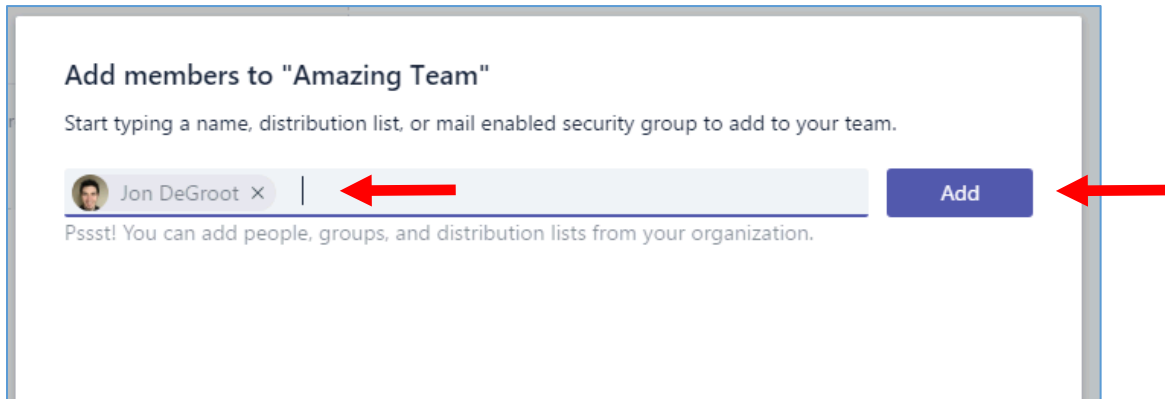 Add members to "Amazing Team"
Start typing a name, distribution list, or mail enabled security group to add to your team.
Jon DeGroot ×
Add
Pssst! You can add people, groups, and distribution lists from your organization.